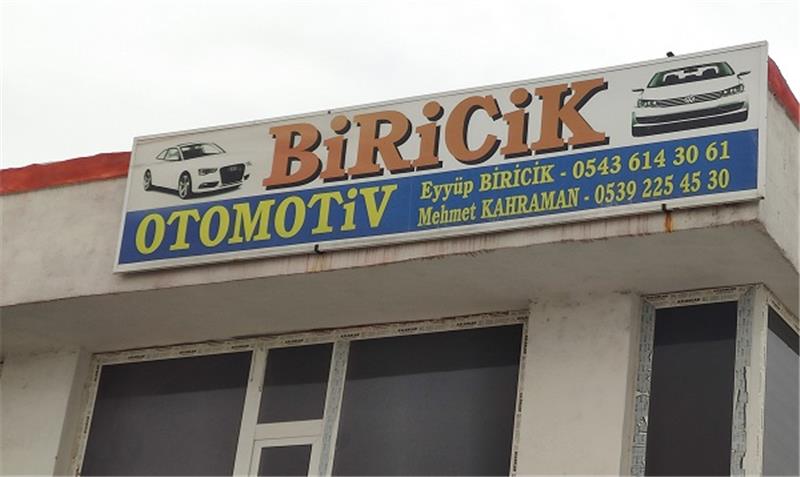 BiRiCiK
OTOMOTiV
Eyyüp BİRİCİK - 0543 614 30 61
Mehmet KAHRAMAN - 0539 225 45 30